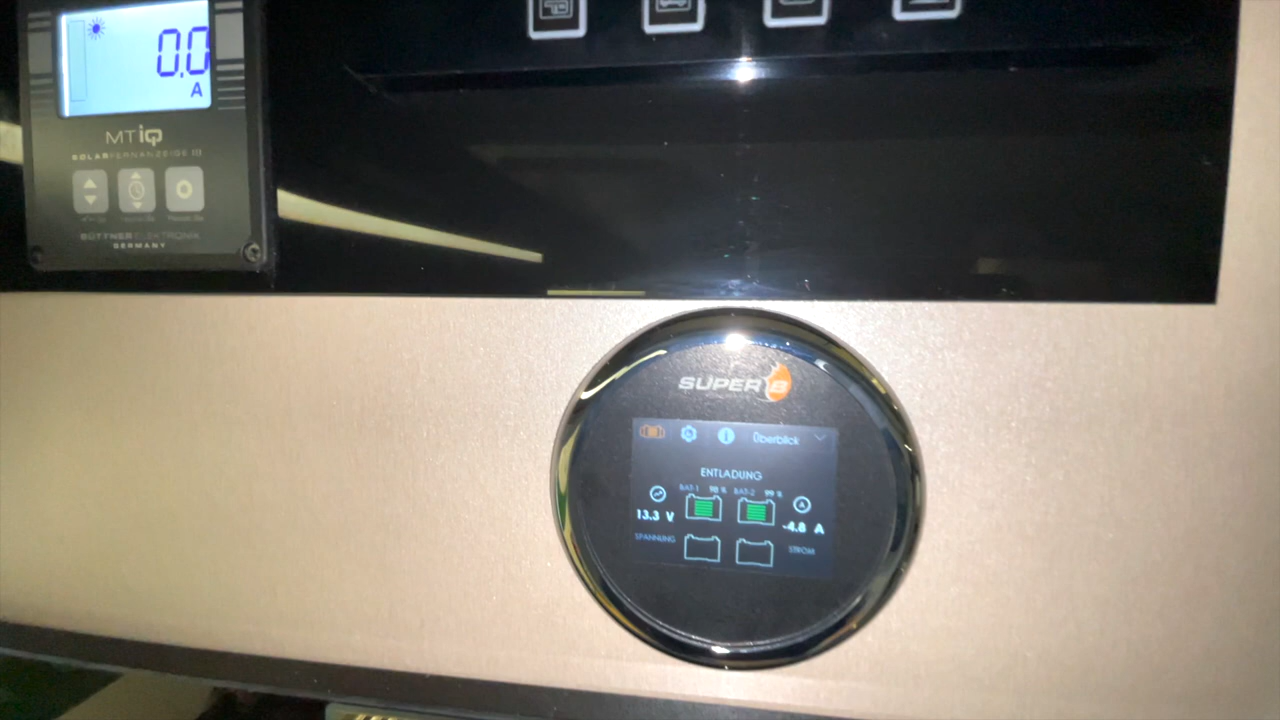 0.0
A
MT iQ
SOLARFERNANZEIGE III
BÜTTNER ELEKTRONIK
GERMANY
SUPER B
Überblick
ENTLADUNG
BAT-1 98 % BAT-2 99 %
13.3 V
-4.8 A
SPANNUNG
STROM